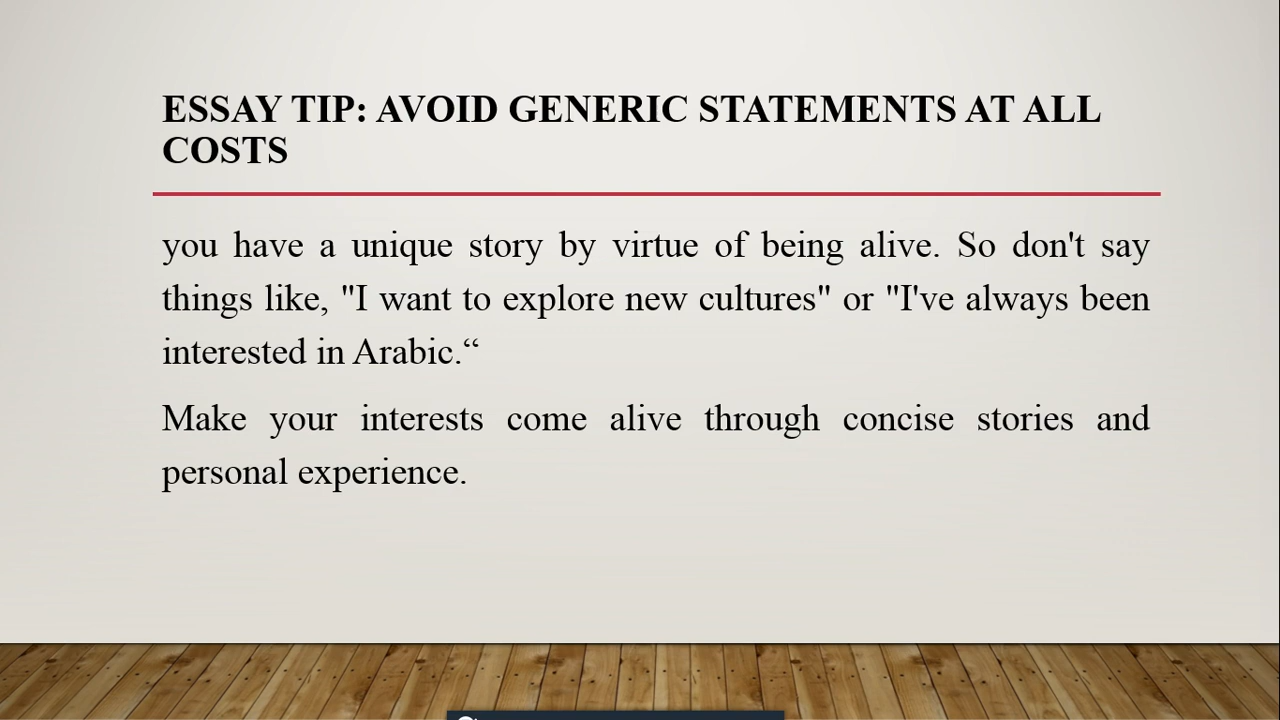 ESSAY TIP: AVOID GENERIC STATEMENTS AT ALL
COSTS
you have a unique story by virtue of being alive. So don't say
things like, "I want to explore new cultures" or "I've always been
interested in Arabic.“
Make your interests come alive through concise stories and
personal experience.